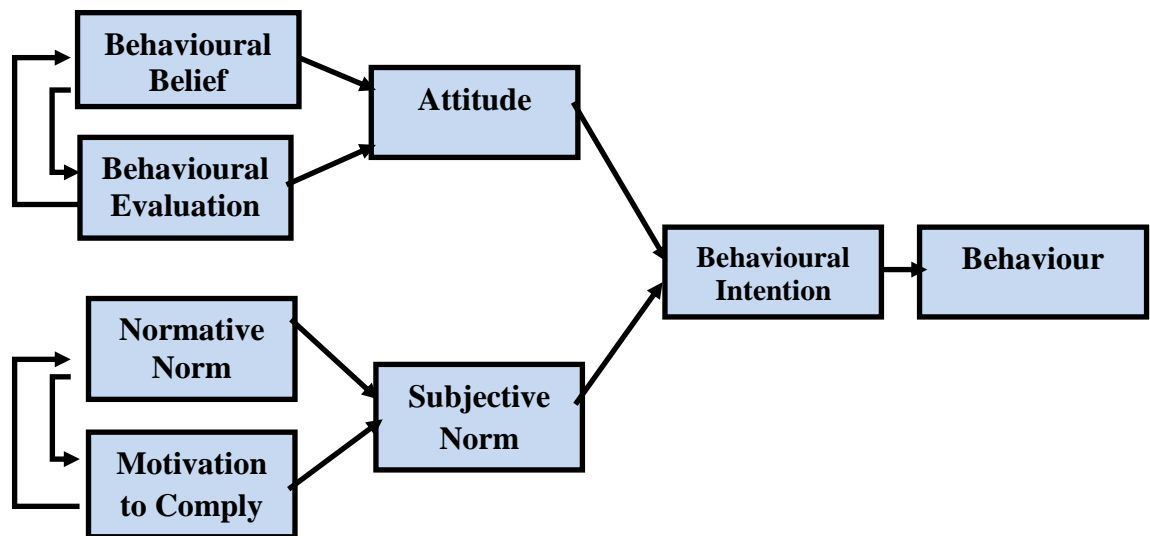 Behavioural
Belief
Attitude
Behavioural
Evaluation
Behavioural
Intention
Behaviour
Normative
Norm
Subjective
Norm
Motivation
to Comply